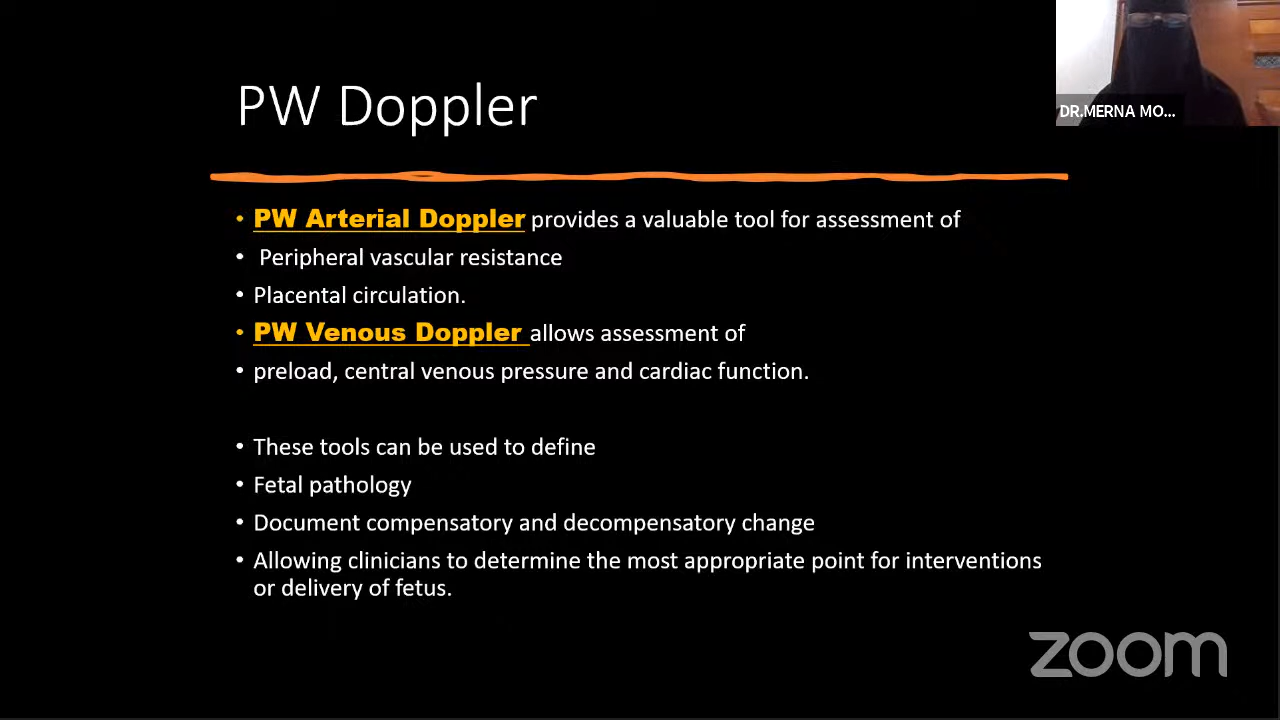 PW Doppler
DR.MERNA MO...
• PW Arterial Doppler provides a valuable tool for assessment of
• Peripheral vascular resistance
• Placental circulation.
• PW Venous Doppler allows assessment of
• preload, central venous pressure and cardiac function.
• These tools can be used to define
• Fetal pathology
• Document compensatory and decompensatory change
• Allowing clinicians to determine the most appropriate point for interventions
or delivery of fetus.
zoom